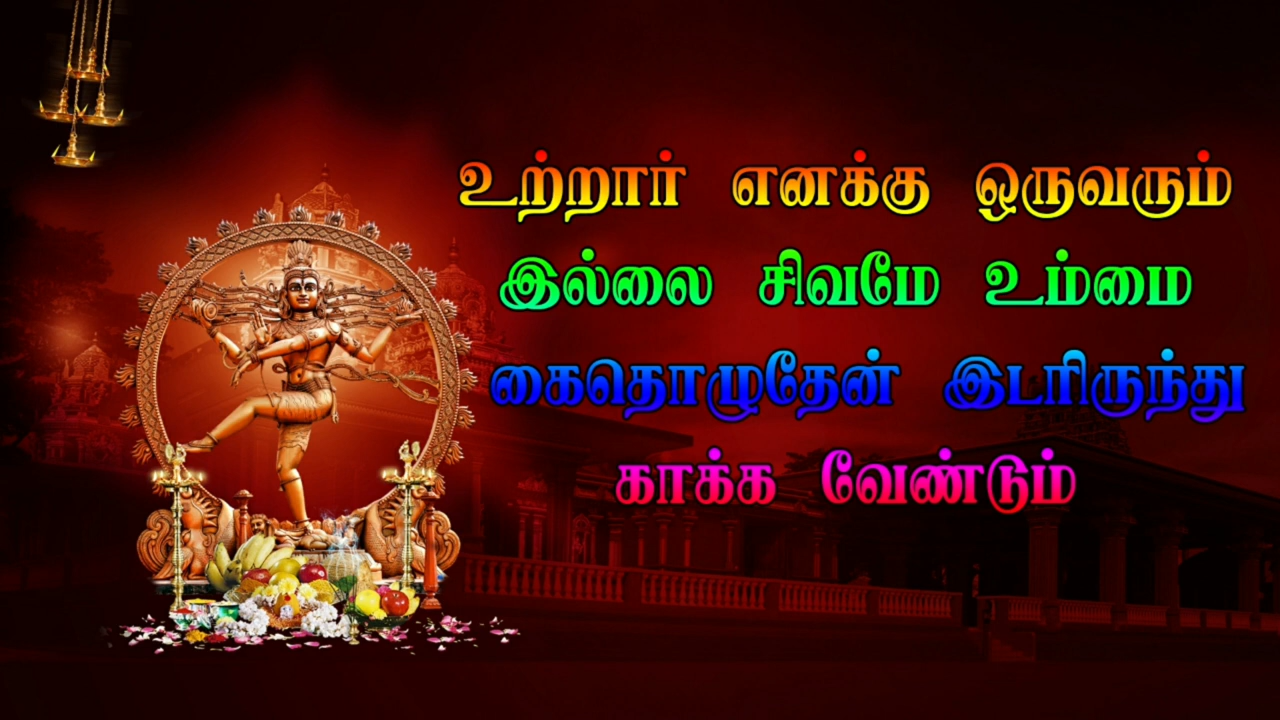 உற்றார் எனக்கு ஒருவரும்
இல்லை சிவமே உம்மை
கைதொழுதேன் இடரிருந்து
காக்க வேண்டும்